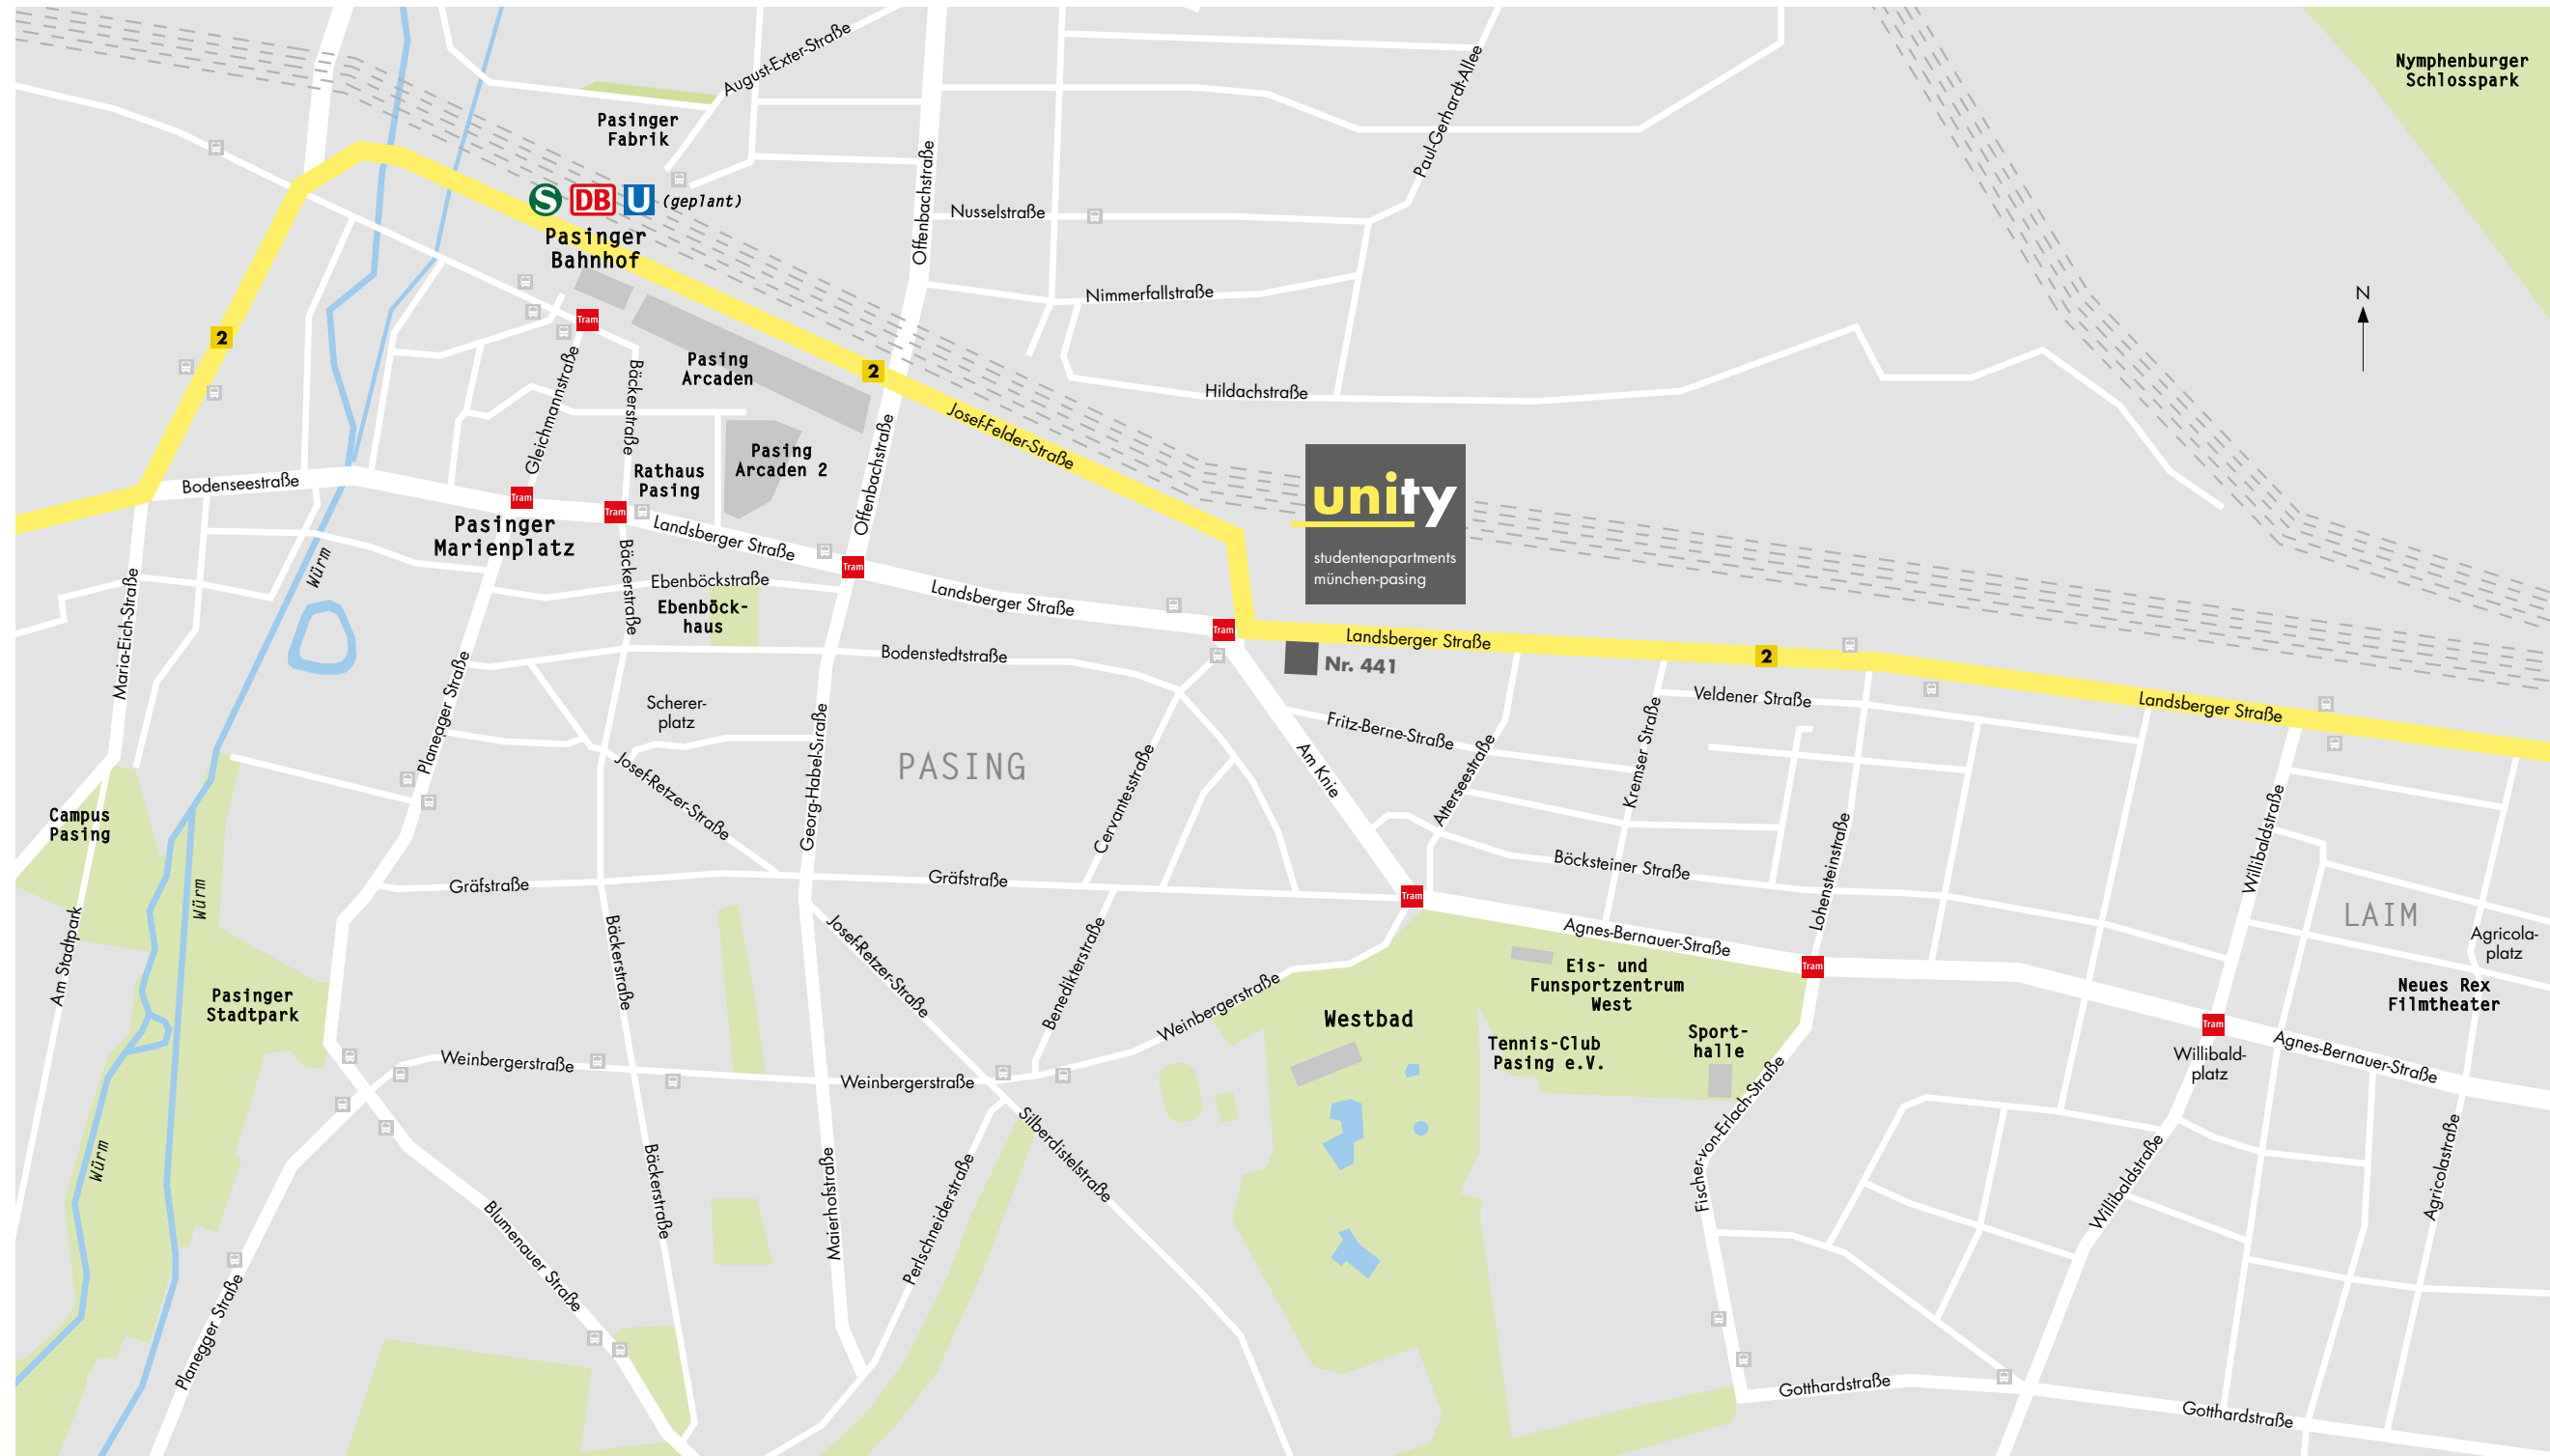 August-Exter-Straße
Pasinger
Fabrik
Nymphenburger
Schlosspark
Paul-Gerhardt-Allee
Offenbachstraße
S DB U (geplant)
Pasinger
Bahnhof
Nusselstraße
Nimmerfallstraße
N
2
Tram
Pasing
Arcaden
2
Hildachstraße
Gleichmannstraße
Bäckerstraße
Josef-Felder-Straße
Offenbachstraße
Pasing
Arcaden 2
Rathaus
Pasing
Bodenseestraße
Tram
Tram
unity
studentenapartments
münchen-pasing
Pasinger
Marienplatz
Landsberger Straße
Würm
Bäckerstraße
Tram
Ebenböckstraße
Ebenböck-
haus
Landsberger Straße
Tram
Landsberger Straße
2
Nr. 441
Maria-Eich-Straße
Bodenstedtstraße
Planegger Straße
Scherer-
platz
Veldener Straße
Landsberger Straße
Georg-Habel-Straße
Fritz-Berne-Straße
Kremser Straße
PASING
Am Knie
Atterseestraße
Cervantesstraße
Josef-Retzer-Straße
Willibaldstraße
Campus
Pasing
Lohensteinstraße
Böcksteiner Straße
Gräfstraße
Gräfstraße
Tram
Würm
LAIM
Am Stadtpark
Bäckerstraße
Josef-Retzer-Straße
Benedikterstraße
Agnes-Bernauer-Straße
Agricola-
platz
Tram
Eis- und
Funsportzentrum
West
Neues Rex
Filmtheater
Pasinger
Stadtpark
Weinbergerstraße
Westbad
Tennis-Club
Pasing e.V.
Sport-
halle
Tram
Willibald-
platz
Agnes-Bernauer-Straße
Weinbergerstraße
Weinbergerstraße
Fischer-von-Erlach-Straße
Würm
Silberdistelstraße
Bäckerstraße
Maierhofstraße
Perlschneiderstraße
Willibaldstraße
Agricolastraße
Blumenauer Straße
Planegger Straße
Gotthardstraße
Gotthardstraße